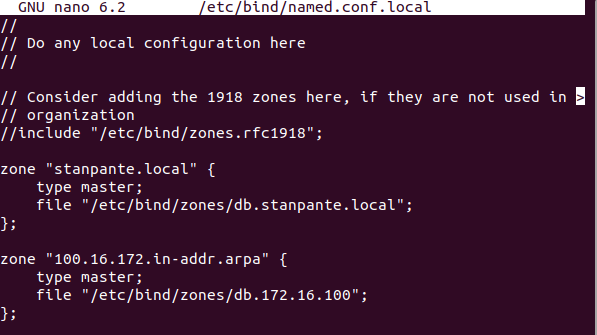 GNU nano 6.2 /etc/bind/named.conf.local
//
// Do any local configuration here
//
// Consider adding the 1918 zones here, if they are not used in >
// organization
//include "/etc/bind/zones.rfc1918";
zone "stanpante.local" {
    type master;
    file "/etc/bind/zones/db.stanpante.local";
};
zone "100.16.172.in-addr.arpa" {
    type master;
    file "/etc/bind/zones/db.172.16.100";
};